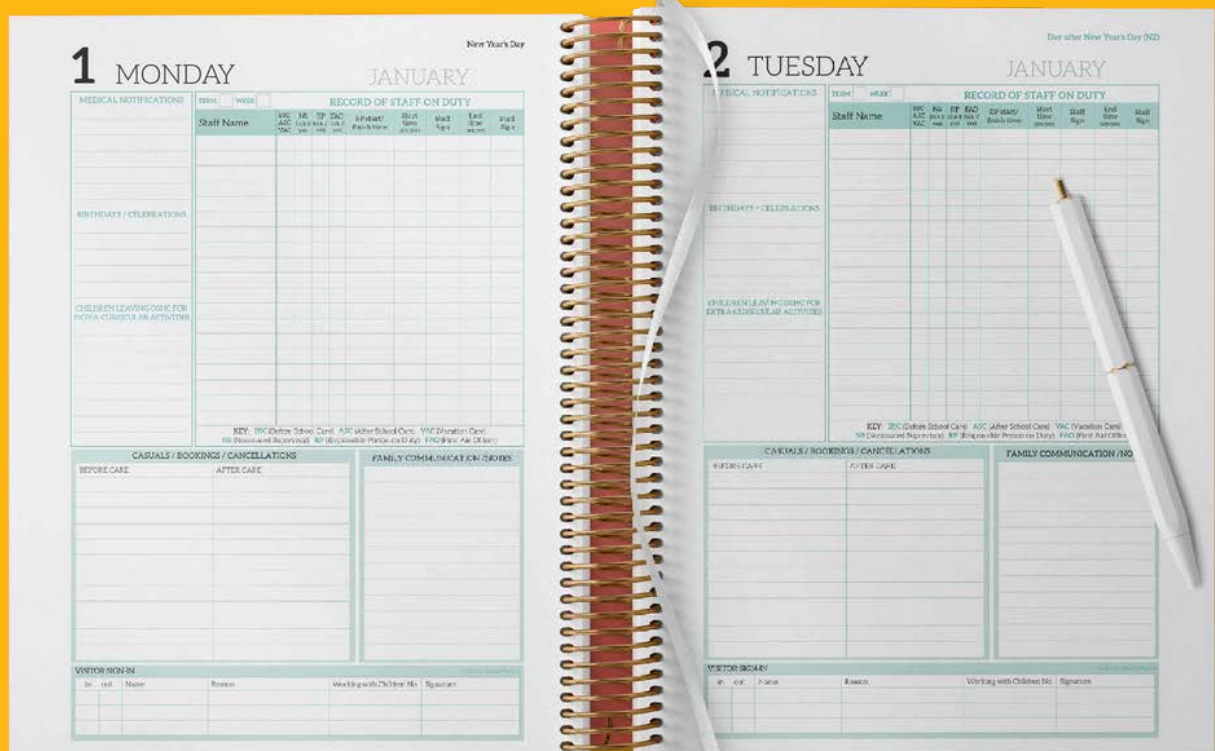 New Year's Day
1 MONDAY JANUARY
MEDICAL NOTIFICATIONS
TERM WEEK RECORD OF STAFF ON DUTY
Staff Name
BSC
ASC
VAC
NS
RP
FAO
RP start/
finish time
Start
time
Staff
Sign
End
time
Staff
Sign
BIRTHDAYS / CELEBRATIONS
CHILDREN LEAVING OSHC FOR
EXTRA-CURRICULAR ACTIVITIES
KEY: BSC (Before School Care) ASC (After School Care) VAC (Vacation Care)
NS (Nominated Supervisor) RP (Responsible Person on Duty) FAO (First Aid Officer)
CASUALS / BOOKINGS / CANCELLATIONS
BEFORE CARE AFTER CARE
FAMILY COMMUNICATION /NOTES
VISITOR SIGN-IN
in out Name Reason Working with Children No Signature
Day after New Year's Day (NZ)
2 TUESDAY JANUARY
MEDICAL NOTIFICATIONS
TERM WEEK RECORD OF STAFF ON DUTY
Staff Name
BSC
ASC
VAC
NS
RP
FAO
RP start/
finish time
Start
time
Staff
Sign
End
time
Staff
Sign
BIRTHDAYS / CELEBRATIONS
CHILDREN LEAVING OSHC FOR
EXTRA-CURRICULAR ACTIVITIES
KEY: BSC (Before School Care) ASC (After School Care) VAC (Vacation Care)
NS (Nominated Supervisor) RP (Responsible Person on Duty) FAO (First Aid Office
CASUALS / BOOKINGS / CANCELLATIONS
BEFORE CARE AFTER CARE
FAMILY COMMUNICATION /NO
VISITOR SIGN-IN
in out Name Reason Working with Children No Signature